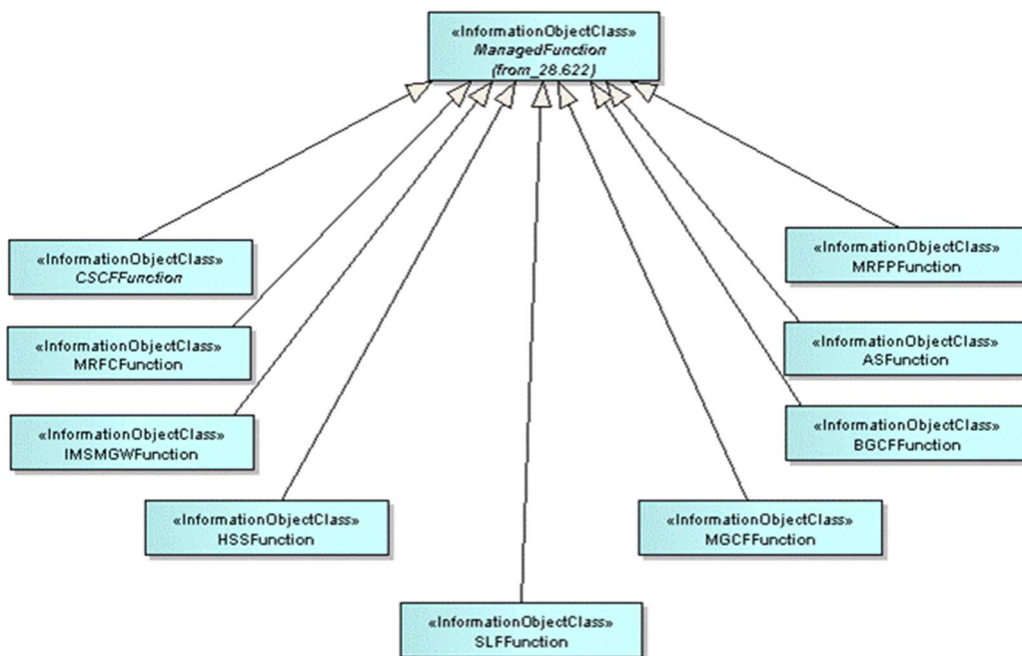 «InformationObjectClass»
ManagedFunction
(from_28.622)
«InformationObjectClass»
CSCFFunction
«InformationObjectClass»
MRFPFunction
«InformationObjectClass»
MRFCFunction
«InformationObjectClass»
ASFunction
«InformationObjectClass»
IMSMGWFunction
«InformationObjectClass»
BGCFFunction
«InformationObjectClass»
HSSFunction
«InformationObjectClass»
MGCFFunction
«InformationObjectClass»
SLFFunction